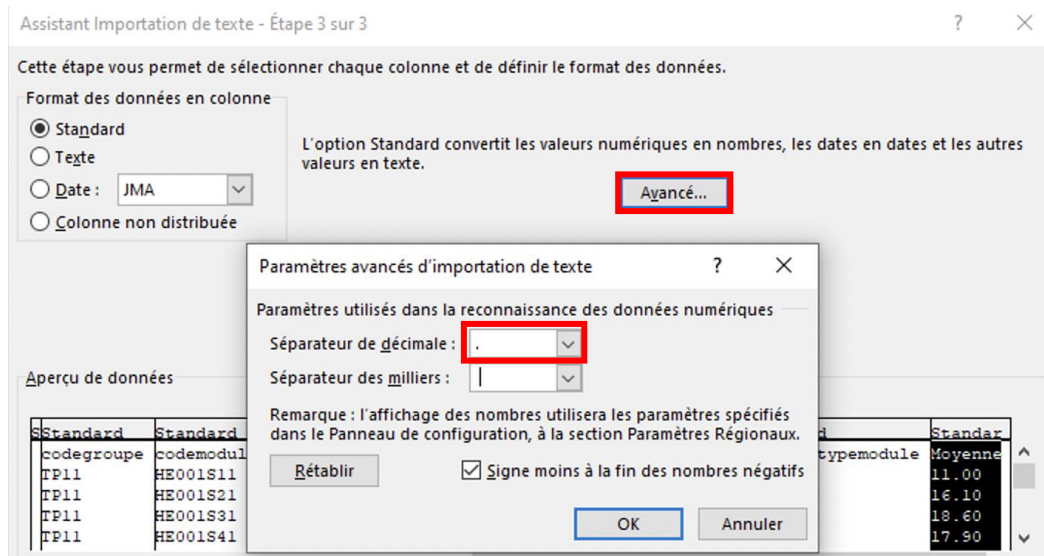 Assistant Importation de texte - Étape 3 sur 3
Cette étape vous permet de sélectionner chaque colonne et de définir le format des données.
Format des données en colonne
Standard
Texte
Date : JMA
Colonne non distribuée
L'option Standard convertit les valeurs numériques en nombres, les dates en dates et les autres
valeurs en texte.
Avancé...
Paramètres avancés d'importation de texte
Paramètres utilisés dans la reconnaissance des données numériques
Séparateur de décimale : .
Séparateur des milliers :
Remarque : l'affichage des nombres utilisera les paramètres spécifiés
dans le Panneau de configuration, à la section Paramètres Régionaux.
Rétablir
Signe moins à la fin des nombres négatifs
OK Annuler
Aperçu de données
Standard Standard Standar
codegroupe codemodul typemodule Moyenne
TP11 HE001S11 11.00
TP11 HE001S21 16.10
TP11 HE001S31 18.60
TP11 HE001S41 17.90